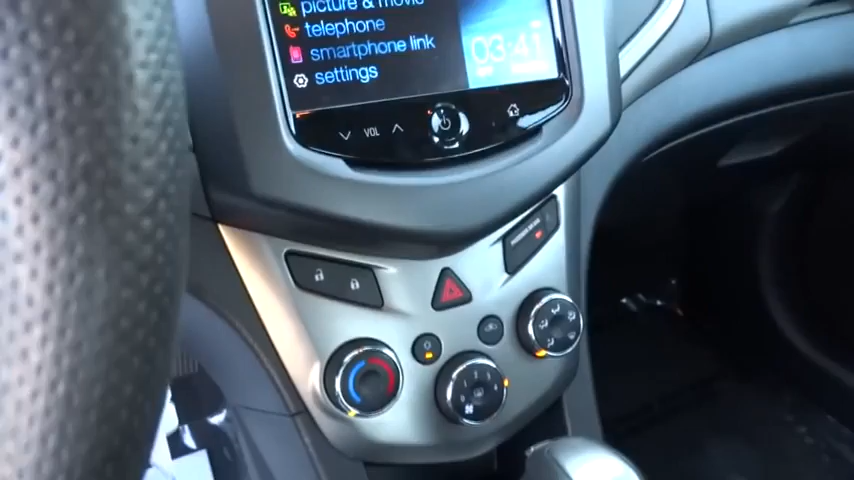 picture & movie
telephone
smartphone link
settings
03:41
VOL